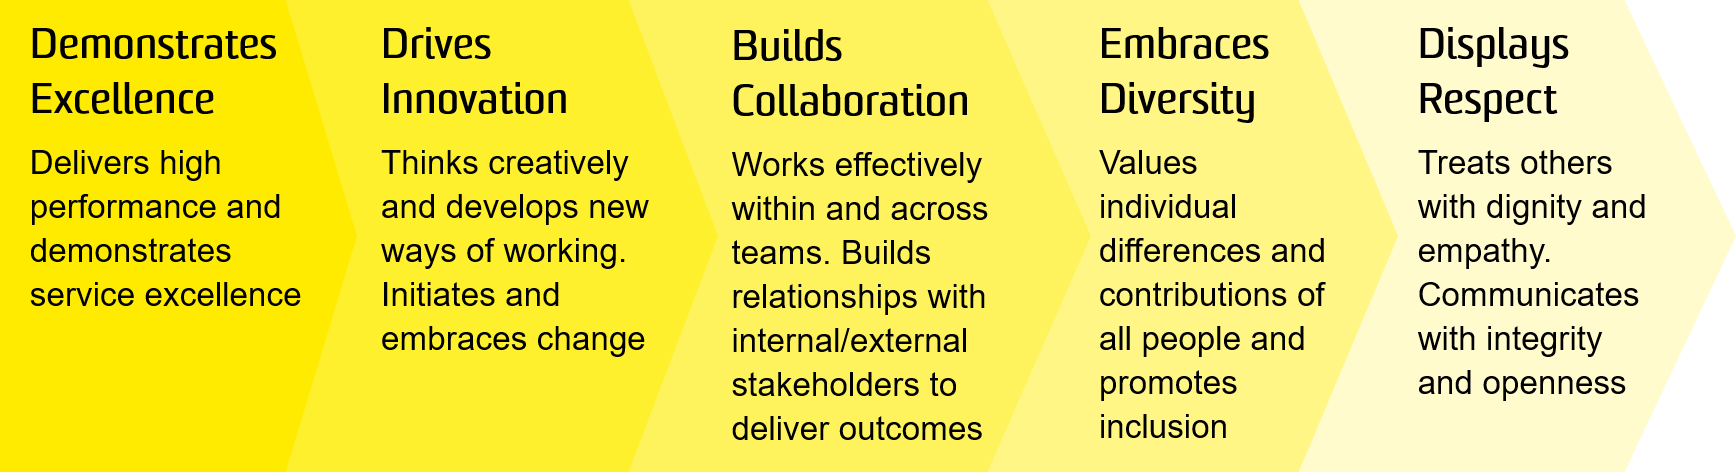 Demonstrates
Excellence
Delivers high
performance and
demonstrates
service excellence
Drives
Innovation
Thinks creatively
and develops new
ways of working.
Initiates and
embraces change
Builds
Collaboration
Works effectively
within and across
teams. Builds
relationships with
internal/external
stakeholders to
deliver outcomes
Embraces
Diversity
Values
individual
differences and
contributions of
all people and
promotes
inclusion
Displays
Respect
Treats others
with dignity and
empathy.
Communicates
with integrity
and openness